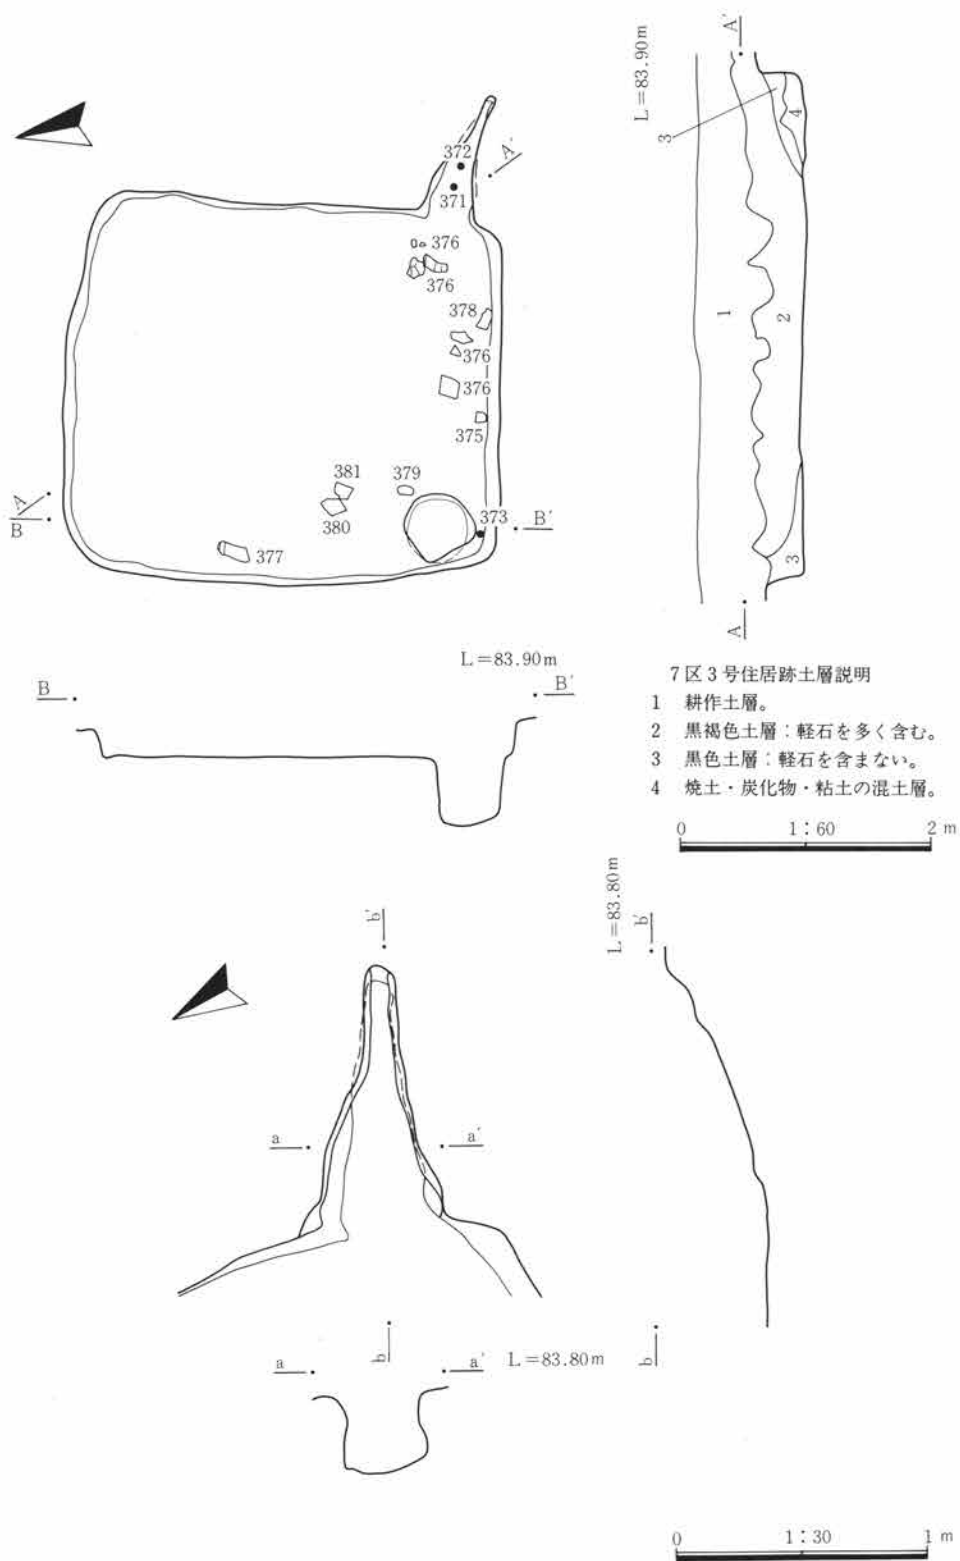 A'
L=83.90m
3
4
372
A'
371
376
376
378
1
2
376
376
375
381
379
A
373
B
B'
380
377
3
A
L=83.90m
B
B'
7区3号住居跡土層説明
1 耕作土層。
2 黒褐色土層:軽石を多く含む。
3 黒色土層:軽石を含まない。
4 焼土・炭化物・粘土の混土層。
0 1:60 2m
L=83.80m
b'
b'
a
a'
b
b
a
a'
L=83.80m
0 1:30 1m